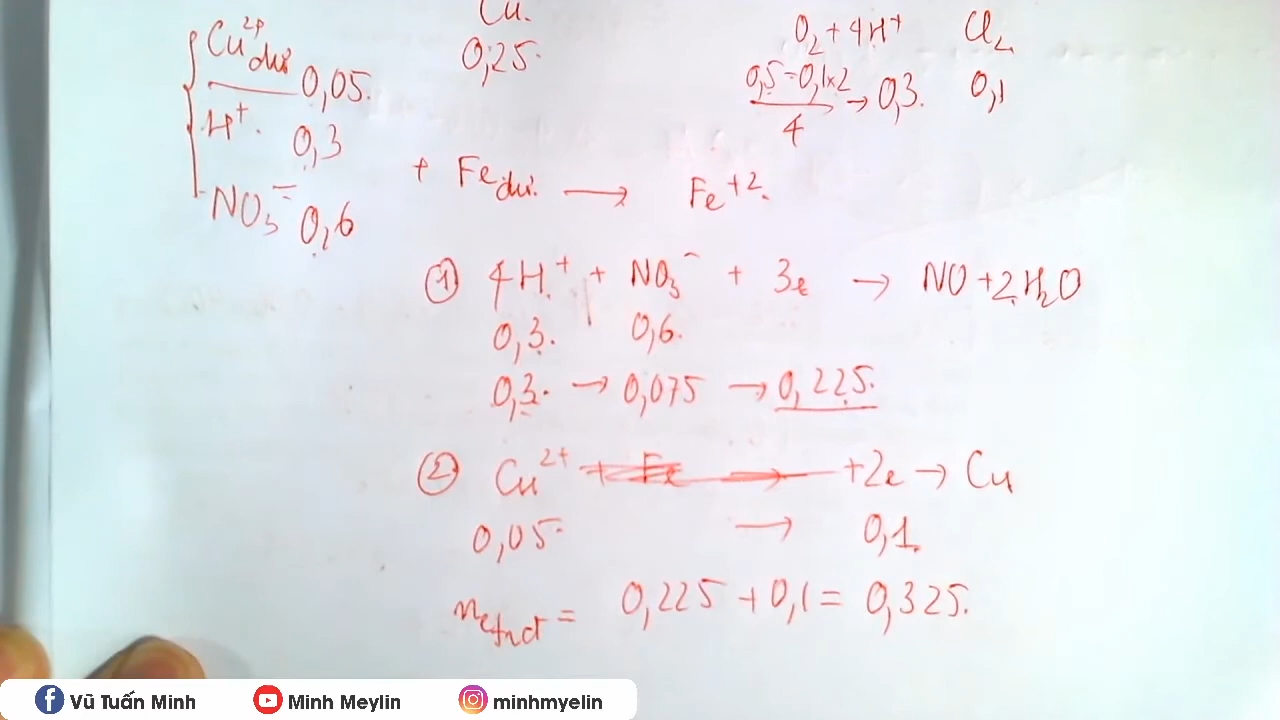 Cu.
0,25.
O₂ + 4H⁺ Cl₂
0,5 - 0,1x2 → 0,3. 0,1
4
Cu²⁺dư 0,05.
H⁺. 0,3
NO₃⁻ 0,6
+ Fe dư. → Fe⁺².
① 4H⁺ + NO₃⁻ + 3e → NO + 2H₂O
0,3. 0,6.
0,3. → 0,075 → 0,225.
② Cu²⁺ + Fe → +2e → Cu
0,05. → 0,1.
= 0,225 + 0,1 = 0,325.
Vũ Tuấn Minh Minh Meylin minhmyelin